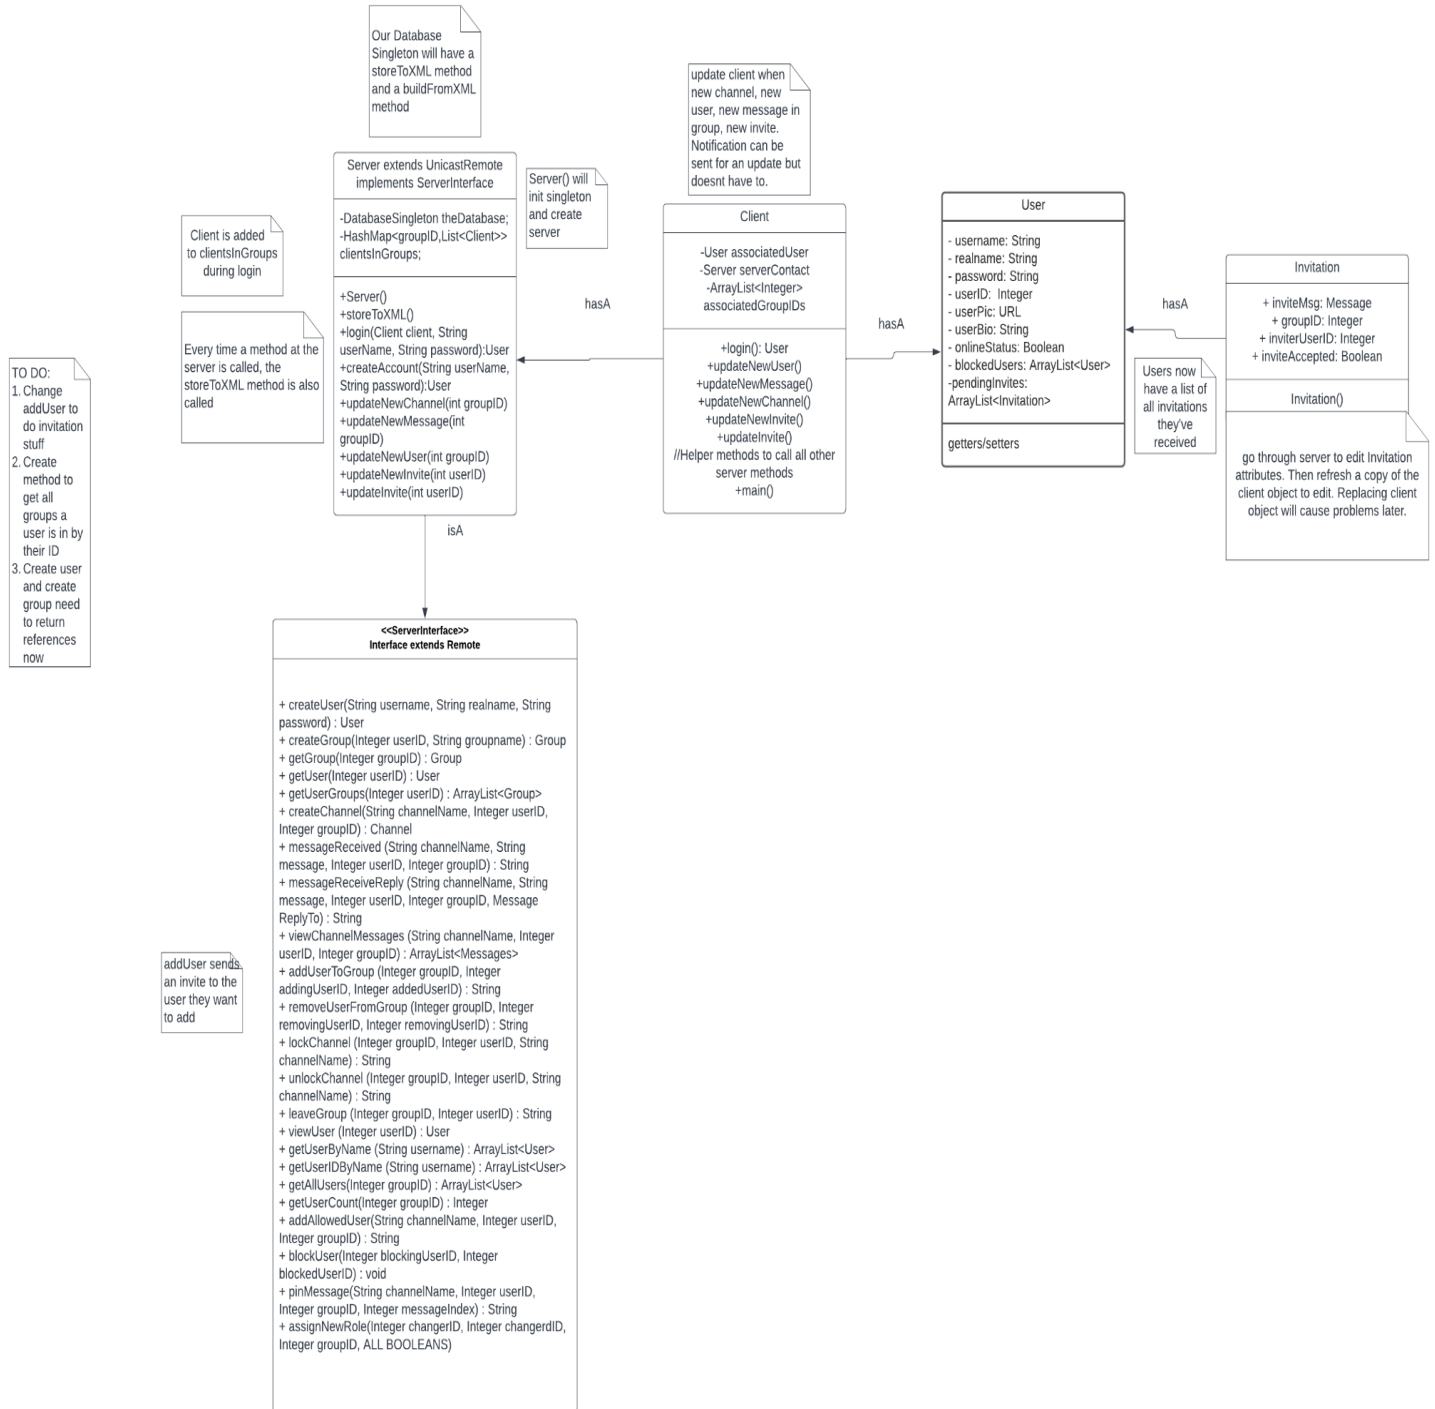 Our Database
Singleton will have a
storeToXML method
and a buildFromXML
method
update client when
new channel, new
user, new message in
group, new invite.
Notification can be
sent for an update but
doesnt have to.
Server extends UnicastRemote
implements ServerInterface
-DatabaseSingleton theDatabase;
-HashMap<groupID,List<Client>>
clientsInGroups;
+Server()
+storeToXML()
+login(Client client, String
userName, String password):User
+createAccount(String userName,
String password):User
+updateNewChannel(int groupID)
+updateNewMessage(int
groupID)
+updateNewUser(int groupID)
+updateNewInvite(int userID)
+updateInvite(int userID)
Server() will
init singleton
and create
server
Client is added
to clientsInGroups
during login
Every time a method at the
server is called, the
storeToXML method is also
called
TO DO:
1. Change
addUser to
do invitation
stuff
2. Create
method to
get all
groups a
user is in by
their ID
3. Create user
and create
group need
to return
references
now
hasA
Client
-User associatedUser
-Server serverContact
-ArrayList<Integer>
associatedGroupIDs
+login(): User
+updateNewUser()
+updateNewMessage()
+updateNewChannel()
+updateNewInvite()
+updateInvite()
//Helper methods to call all other
server methods
+main()
hasA
User
- username: String
- realname: String
- password: String
- userID:  Integer
- userPic: URL
- userBio: String
- onlineStatus: Boolean
- blockedUsers: ArrayList<User>
-pendingInvites:
ArrayList<Invitation>
getters/setters
hasA
Users now
have a list of
all invitations
they've
received
Invitation
+ inviteMsg: Message
+ groupID: Integer
+ inviterUserID: Integer
+ inviteAccepted: Boolean
Invitation()
go through server to edit Invitation
attributes. Then refresh a copy of the
client object to edit. Replacing client
object will cause problems later.
isA
<<ServerInterface>>
Interface extends Remote
+ createUser(String username, String realname, String
password) : User
+ createGroup(Integer userID, String groupname) : Group
+ getGroup(Integer groupID) : Group
+ getUser(Integer userID) : User
+ getUserGroups(Integer userID) : ArrayList<Group>
+ createChannel(String channelName, Integer userID,
Integer groupID) : Channel
+ messageReceived (String channelName, String
message, Integer userID, Integer groupID) : String
+ messageReceiveReply (String channelName, String
message, Integer userID, Integer groupID, Message
ReplyTo) : String
+ viewChannelMessages (String channelName, Integer
userID, Integer groupID) : ArrayList<Messages>
+ addUserToGroup (Integer groupID, Integer
addingUserID, Integer addedUserID) : String
+ removeUserFromGroup (Integer groupID, Integer
removingUserID, Integer removingUserID) : String
+ lockChannel (Integer groupID, Integer userID, String
channelName) : String
+ unlockChannel (Integer groupID, Integer userID, String
channelName) : String
+ leaveGroup (Integer groupID, Integer userID) : String
+ viewUser (Integer userID) : User
+ getUserByName (String username) : ArrayList<User>
+ getUserIDByName (String username) : ArrayList<User>
+ getAllUsers(Integer groupID) : ArrayList<User>
+ getUserCount(Integer groupID) : Integer
+ addAllowedUser(String channelName, Integer userID,
Integer groupID) : String
+ blockUser(Integer blockingUserID, Integer
blockedUserID) : void
+ pinMessage(String channelName, Integer userID,
Integer groupID, Integer messageIndex) : String
+ assignNewRole(Integer changerID, Integer changerdID,
Integer groupID, ALL BOOLEANS)
addUser sends
an invite to the
user they want
to add